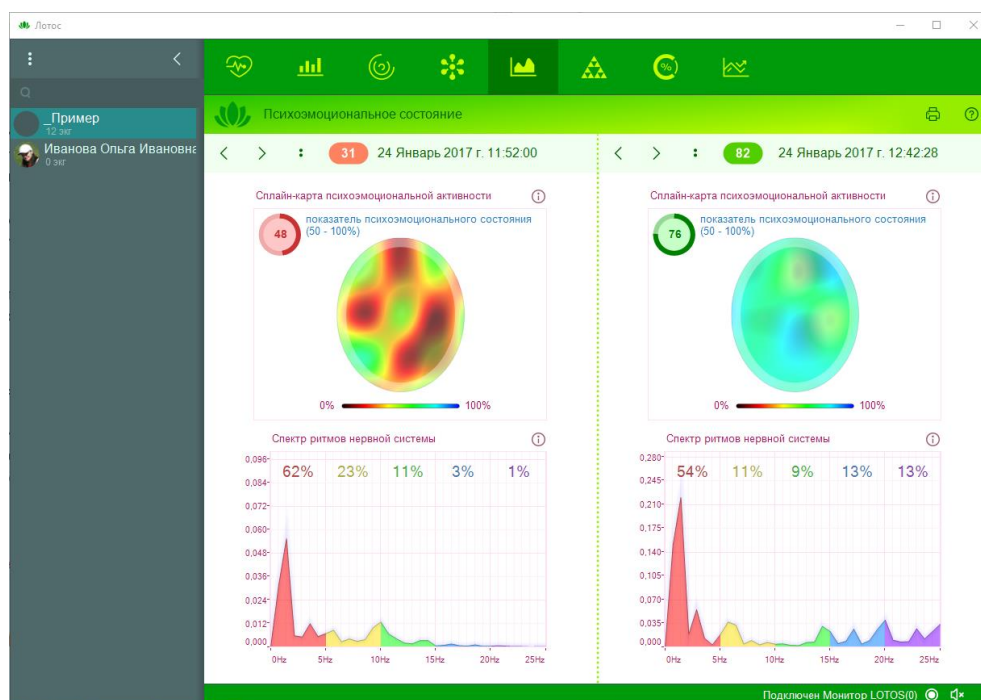 Лотос
_Пример
12 экг
Иванова Ольга Ивановна
0 экг
Психоэмоциональное состояние
31 24 Январь 2017 г. 11:52:00
Сплайн-карта психоэмоциональной активности
48
показатель психоэмоционального состояния
(50 - 100%)
0% 100%
Спектр ритмов нервной системы
0,096
0,084
0,072
0,060
0,048
0,036
0,024
0,012
0,000
62% 23% 11% 3% 1%
0Hz 5Hz 10Hz 15Hz 20Hz 25Hz
82 24 Январь 2017 г. 12:42:28
Сплайн-карта психоэмоциональной активности
76
показатель психоэмоционального состояния
(50 - 100%)
0% 100%
Спектр ритмов нервной системы
0,280
0,245
0,210
0,175
0,140
0,105
0,070
0,035
0,000
54% 11% 9% 13% 13%
0Hz 5Hz 10Hz 15Hz 20Hz 25Hz
Подключен Монитор LOTOS(0)